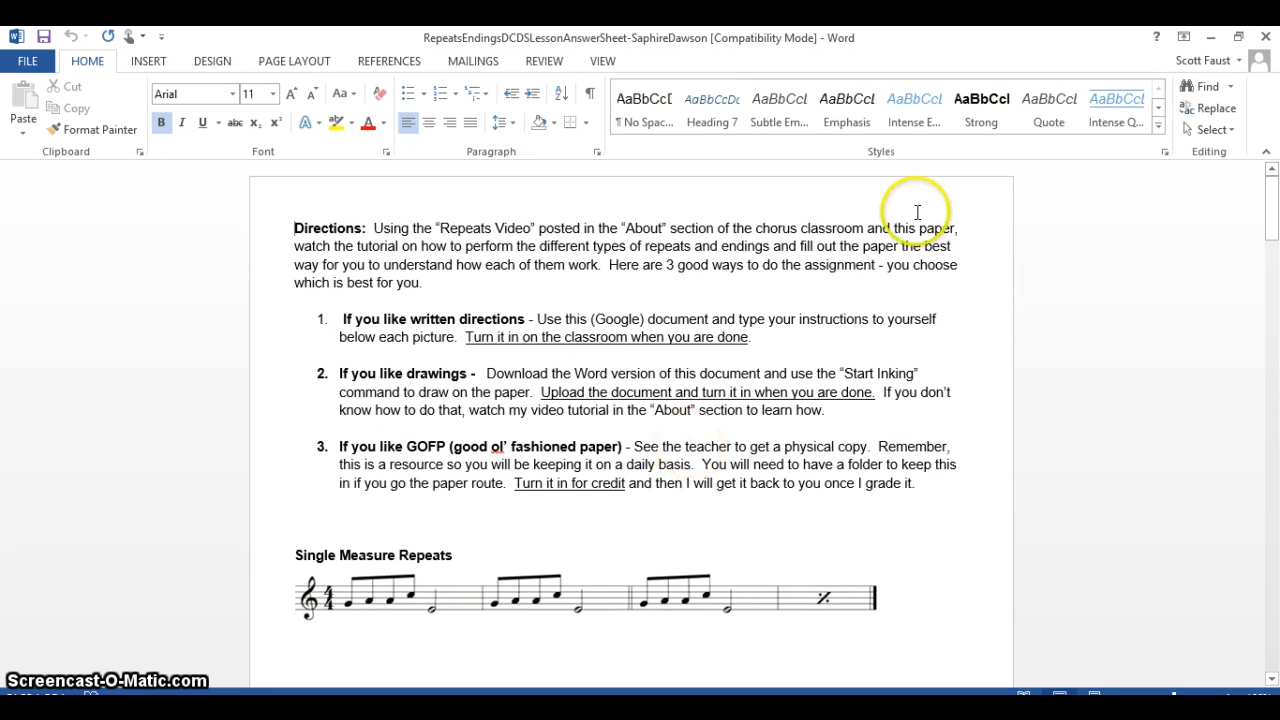 RepeatsEndingsDCDSLessonAnswerSheet-SaphireDawson [Compatibility Mode] - Word
FILE HOME INSERT DESIGN PAGE LAYOUT REFERENCES MAILINGS REVIEW VIEW Scott Faust
Paste
Cut
Copy
Format Painter
Clipboard
Arial 11
Font
Paragraph
AaBbCcI AaBbCcDc AaBbCcl AaBbCcl AaBbCcl AaBbCcl AaBbCcl AaBbCcl
¶ No Spac... Heading 7 Subtle Em... Emphasis Intense E... Strong Quote Intense Q...
Styles
Find
Replace
Select
Editing
Directions: Using the “Repeats Video” posted in the “About” section of the chorus classroom and this paper,
watch the tutorial on how to perform the different types of repeats and endings and fill out the paper the best
way for you to understand how each of them work. Here are 3 good ways to do the assignment - you choose
which is best for you.
1. If you like written directions - Use this (Google) document and type your instructions to yourself
below each picture. Turn it in on the classroom when you are done.
2. If you like drawings - Download the Word version of this document and use the “Start Inking”
command to draw on the paper. Upload the document and turn it in when you are done. If you don’t
know how to do that, watch my video tutorial in the “About” section to learn how.
3. If you like GOFP (good ol’ fashioned paper) - See the teacher to get a physical copy. Remember,
this is a resource so you will be keeping it on a daily basis. You will need to have a folder to keep this
in if you go the paper route. Turn it in for credit and then I will get it back to you once I grade it.
Single Measure Repeats
4
4
Screencast-O-Matic.com